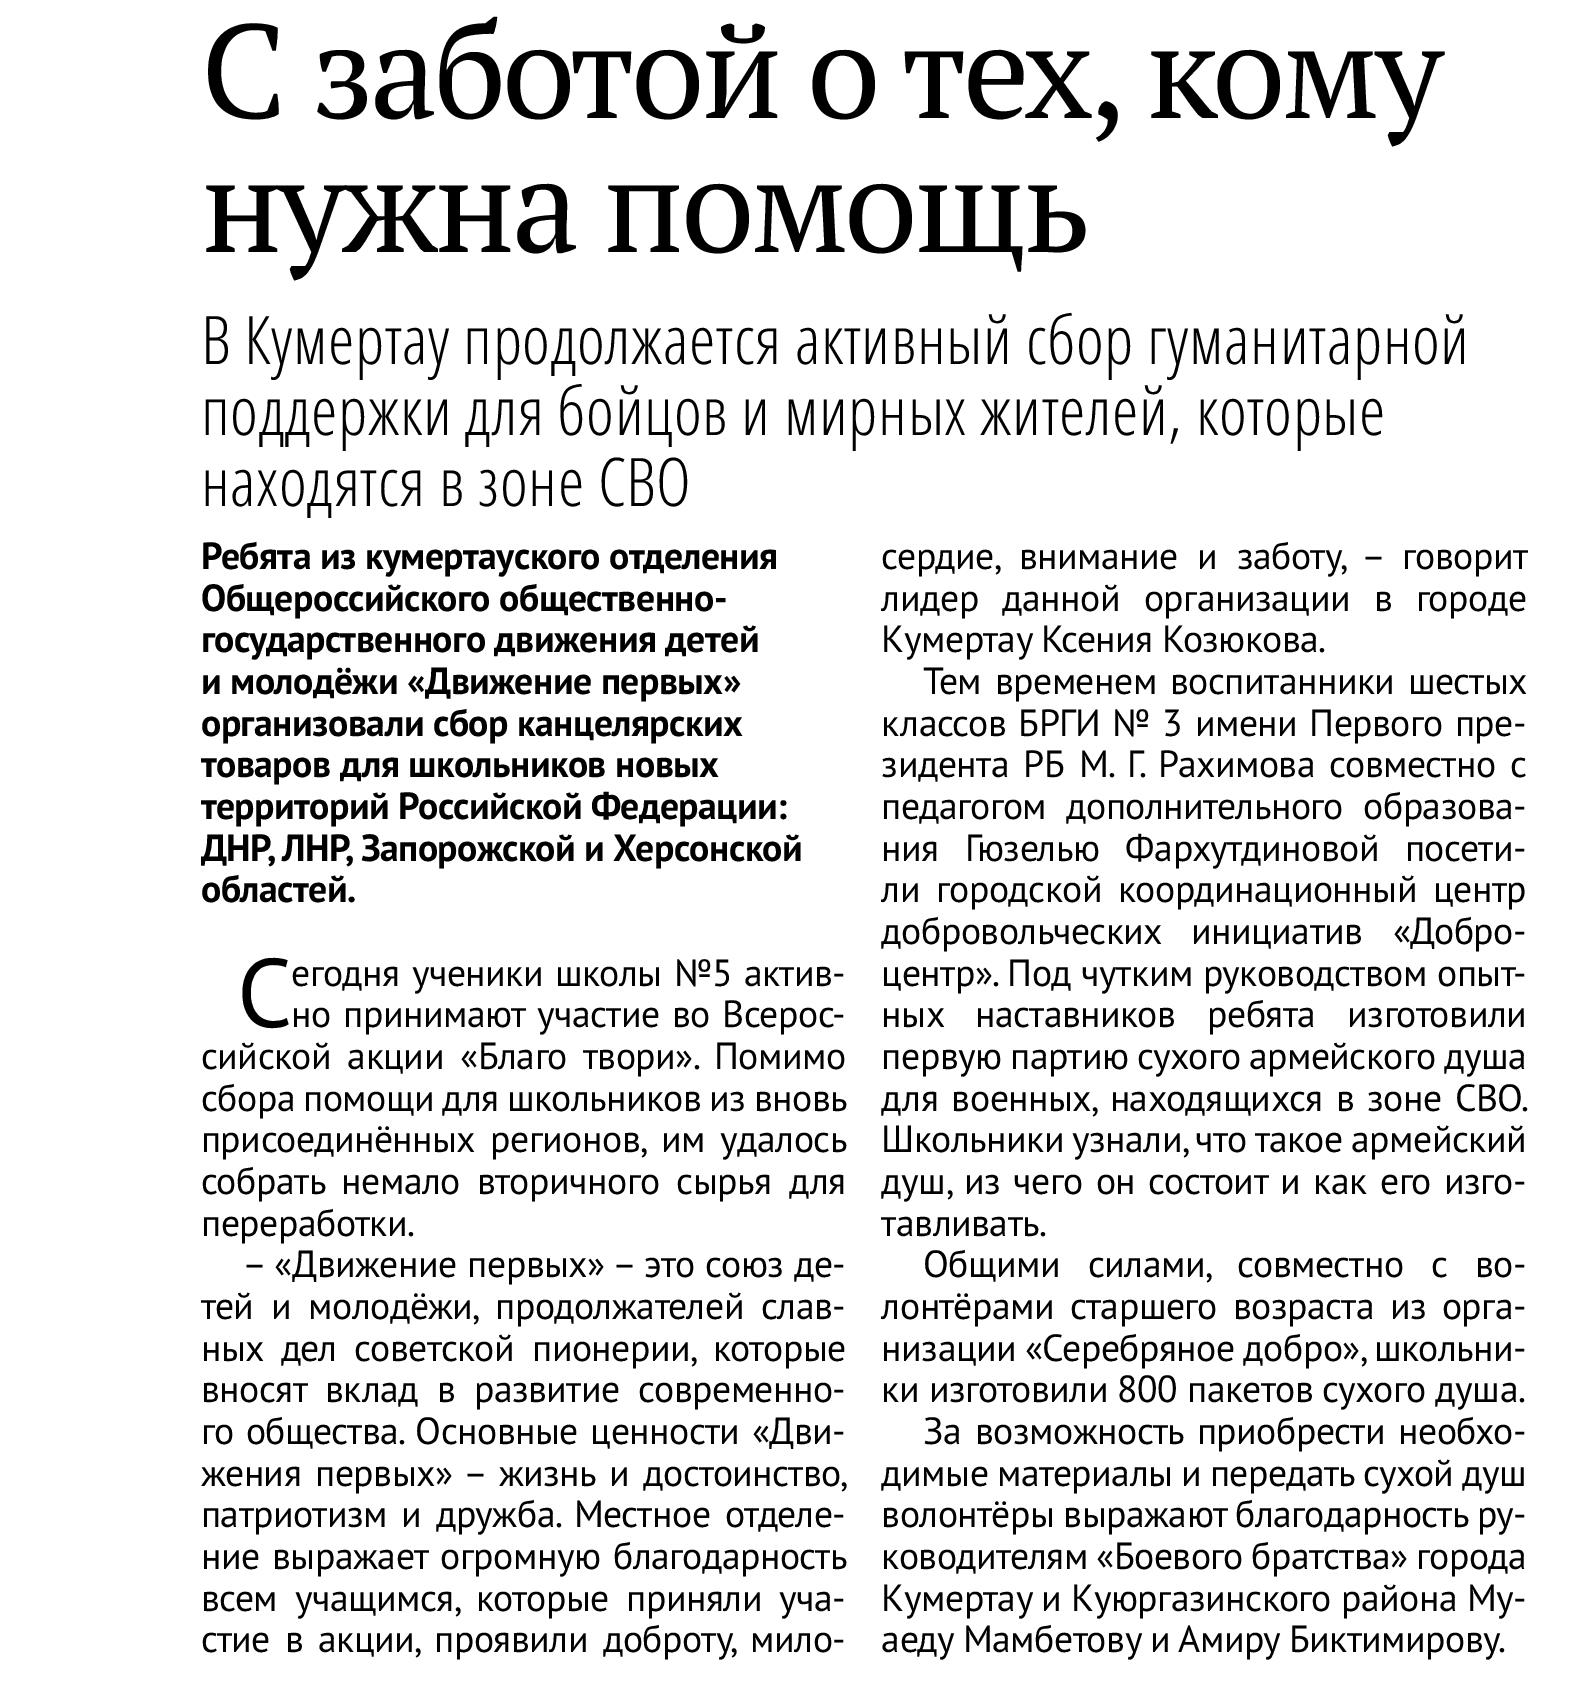 С заботой о тех, кому
нужна помощь
В Кумертау продолжается активный сбор гуманитарной
поддержки для бойцов и мирных жителей, которые
находятся в зоне СВО
Ребята из кумертауского отделения
Общероссийского общественно-
государственного движения детей
и молодёжи «Движение первых»
организовали сбор канцелярских
товаров для школьников новых
территорий Российской Федерации:
ДНР, ЛНР, Запорожской и Херсонской
областей.
Сегодня ученики школы №5 актив-
но принимают участие во Всерос-
сийской акции «Благо твори». Помимо
сбора помощи для школьников из вновь
присоединённых регионов, им удалось
собрать немало вторичного сырья для
переработки.
– «Движение первых» – это союз де-
тей и молодёжи, продолжателей слав-
ных дел советской пионерии, которые
вносят вклад в развитие современно-
го общества. Основные ценности «Дви-
жения первых» – жизнь и достоинство,
патриотизм и дружба. Местное отделе-
ние выражает огромную благодарность
всем учащимся, которые приняли уча-
стие в акции, проявили доброту, мило-
сердие, внимание и заботу, – говорит
лидер данной организации в городе
Кумертау Ксения Козюкова.
Тем временем воспитанники шестых
классов БРГИ № 3 имени Первого пре-
зидента РБ М. Г. Рахимова совместно с
педагогом дополнительного образова-
ния Гюзелью Фархутдиновой посети-
ли городской координационный центр
добровольческих инициатив «Добро-
центр». Под чутким руководством опыт-
ных наставников ребята изготовили
первую партию сухого армейского душа
для военных, находящихся в зоне СВО.
Школьники узнали, что такое армейский
душ, из чего он состоит и как его изго-
тавливать.
Общими силами, совместно с во-
лонтёрами старшего возраста из орга-
низации «Серебряное добро», школьни-
ки изготовили 800 пакетов сухого душа.
За возможность приобрести необхо-
димые материалы и передать сухой душ
волонтёры выражают благодарность ру-
ководителям «Боевого братства» города
Кумертау и Куюргазинского района Му-
аеду Мамбетову и Амиру Биктимирову.